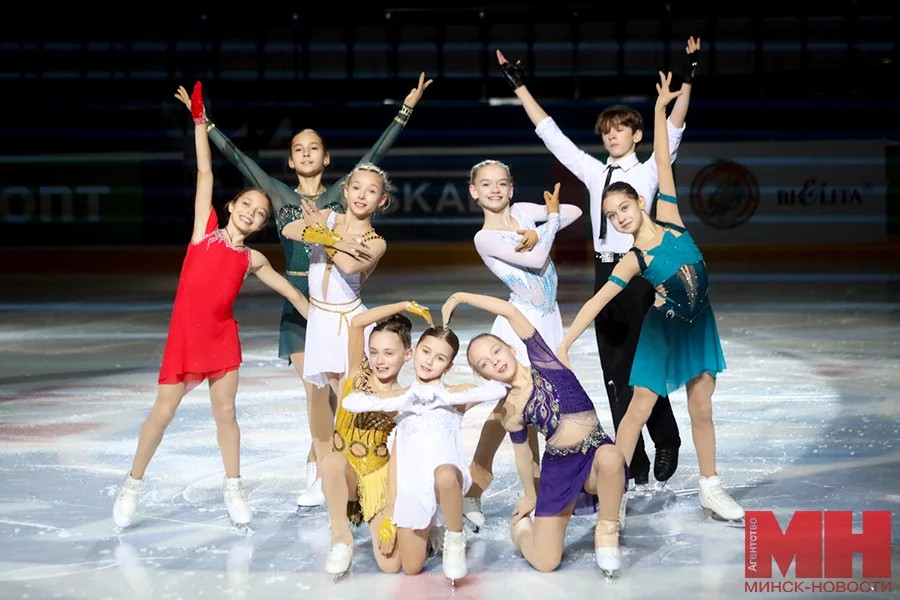 ОПТ
SKA
BIELITA
Агентство
МН
МИНСК-НОВОСТИ